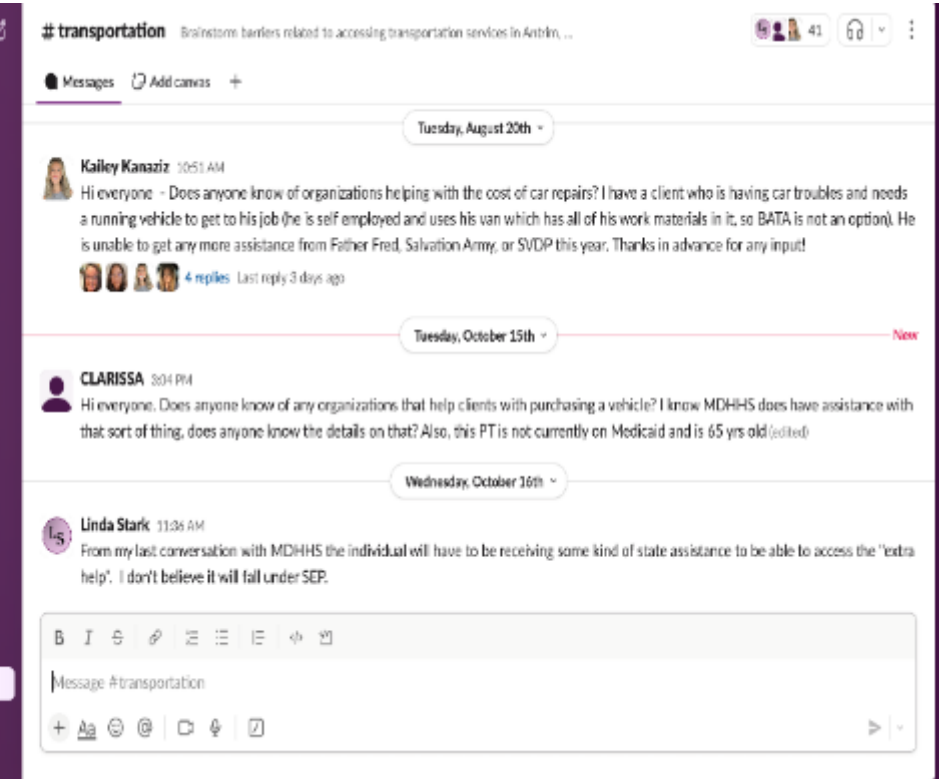 # transportation Brainstorm barriers related to accessing transportation services in Antrim, ...
LS 41
Messages Add canvas +
Tuesday, August 20th
Kailey Kanaziz 10:51 AM
Hi everyone - Does anyone know of organizations helping with the cost of car repairs? I have a client who is having car troubles and needs
a running vehicle to get to his job (he is self employed and uses his van which has all of his work materials in it, so BATA is not an option). He
is unable to get any more assistance from Father Fred, Salvation Army, or SVDP this year. Thanks in advance for any input!
4 replies Last reply 3 days ago
Tuesday, October 15th
New
CLARISSA 3:04 PM
Hi everyone. Does anyone know of any organizations that help clients with purchasing a vehicle? I know MDHHS does have assistance with
that sort of thing, does anyone know the details on that? Also, this PT is not currently on Medicaid and is 65 yrs old (edited)
Wednesday, October 16th
LS
Linda Stark 11:36 AM
From my last conversation with MDHHS the individual will have to be receiving some kind of state assistance to be able to access the "extra
help". I don't believe it will fall under SEP.
B I S
Message #transportation
+ Aa @